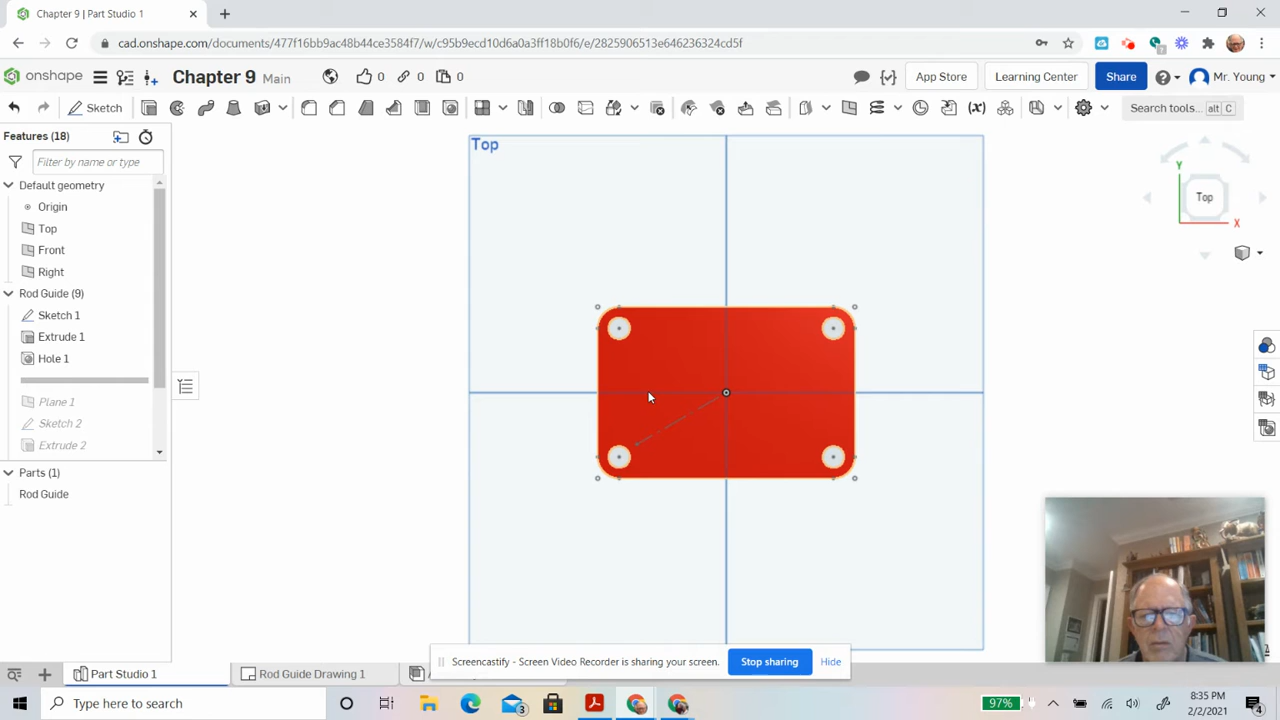 Chapter 9 | Part Studio 1
cad.onshape.com/documents/477f16bb9ac48b44ce3584f7/w/c95b9ecd10d6a0a3ff18b0f6/e/2825906513e646236324cd5f
onshape
Chapter 9 Main
0
0
0
App Store
Learning Center
Share
Mr. Young
Sketch
Search tools...
alt C
Features (18)
Filter by name or type
Default geometry
Origin
Top
Front
Right
Rod Guide (9)
Sketch 1
Extrude 1
Hole 1
Plane 1
Sketch 2
Extrude 2
Parts (1)
Rod Guide
Top
Y
Top
X
Screencastify - Screen Video Recorder is sharing your screen.
Stop sharing
Hide
Part Studio 1
Rod Guide Drawing 1
Type here to search
3
97%
8:35 PM
2/2/2021
4